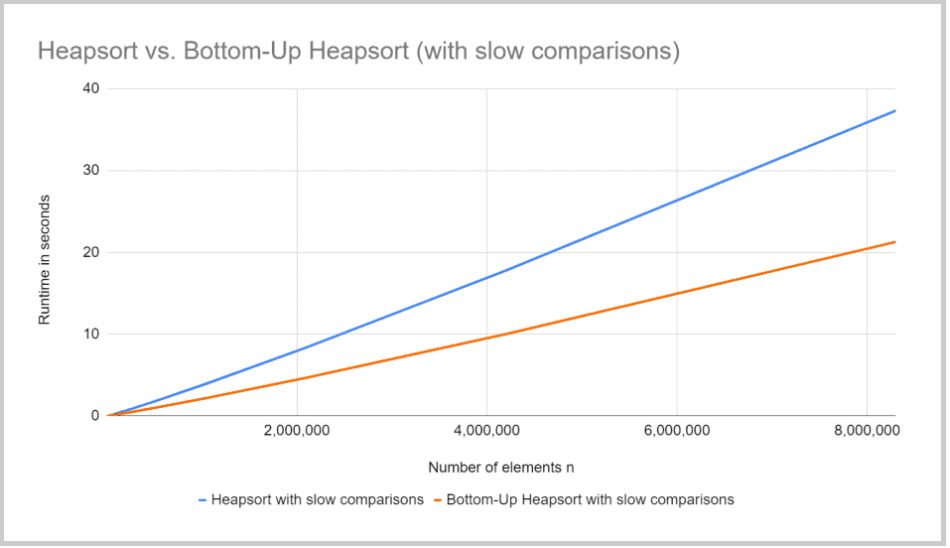 Heapsort vs. Bottom-Up Heapsort (with slow comparisons)
40
30
20
10
0
Runtime in seconds
2,000,000 4,000,000 6,000,000 8,000,000
Number of elements n
Heapsort with slow comparisons Bottom-Up Heapsort with slow comparisons